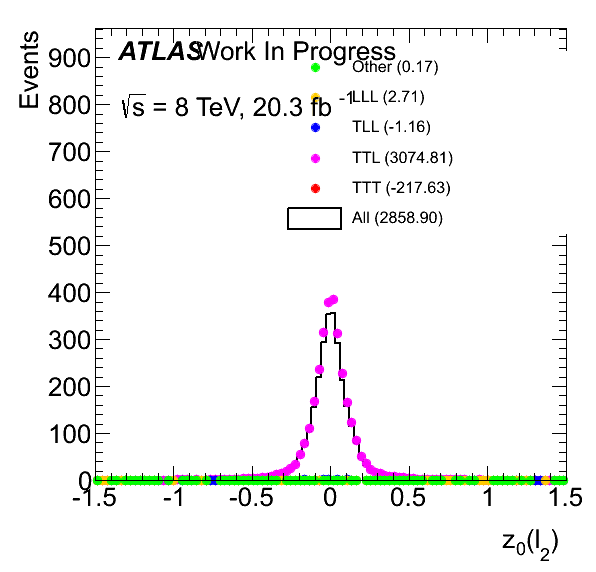 ATLAS Work In Progress
√s = 8 TeV, 20.3 fb -1
Events
Other (0.17)
LLL (2.71)
TLL (-1.16)
TTL (3074.81)
TTT (-217.63)
All (2858.90)
900
800
700
600
500
400
300
200
100
0
-1.5 -1 -0.5 0 0.5 1 1.5
z0(l2)